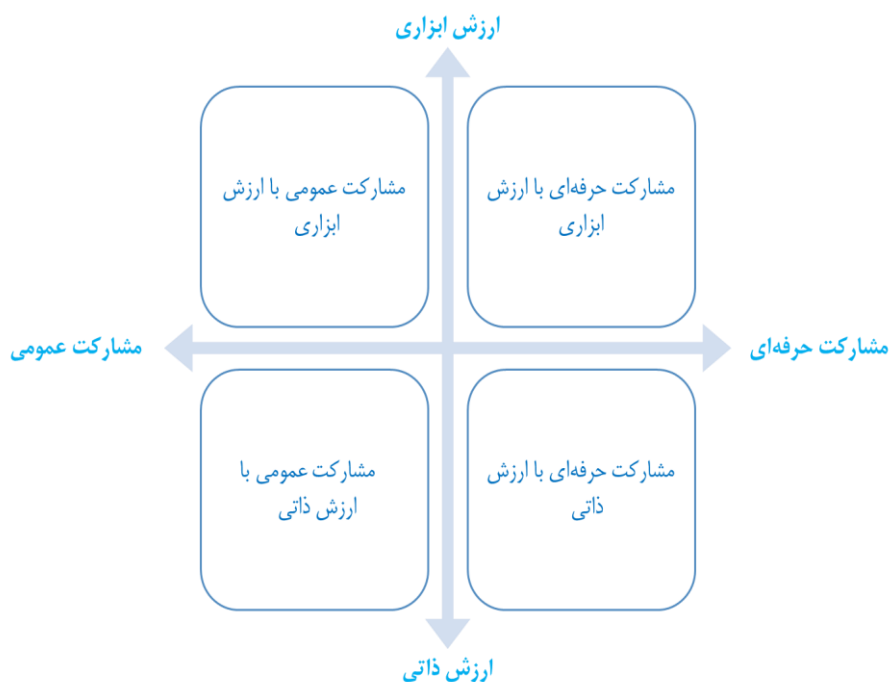 ارزش ابزاری
مشارکت حرفه‌ای با ارزش
ابزاری
مشارکت عمومی با ارزش
ابزاری
مشارکت حرفه‌ای
مشارکت عمومی
مشارکت حرفه‌ای با ارزش
ذاتی
مشارکت عمومی با
ارزش ذاتی
ارزش ذاتی